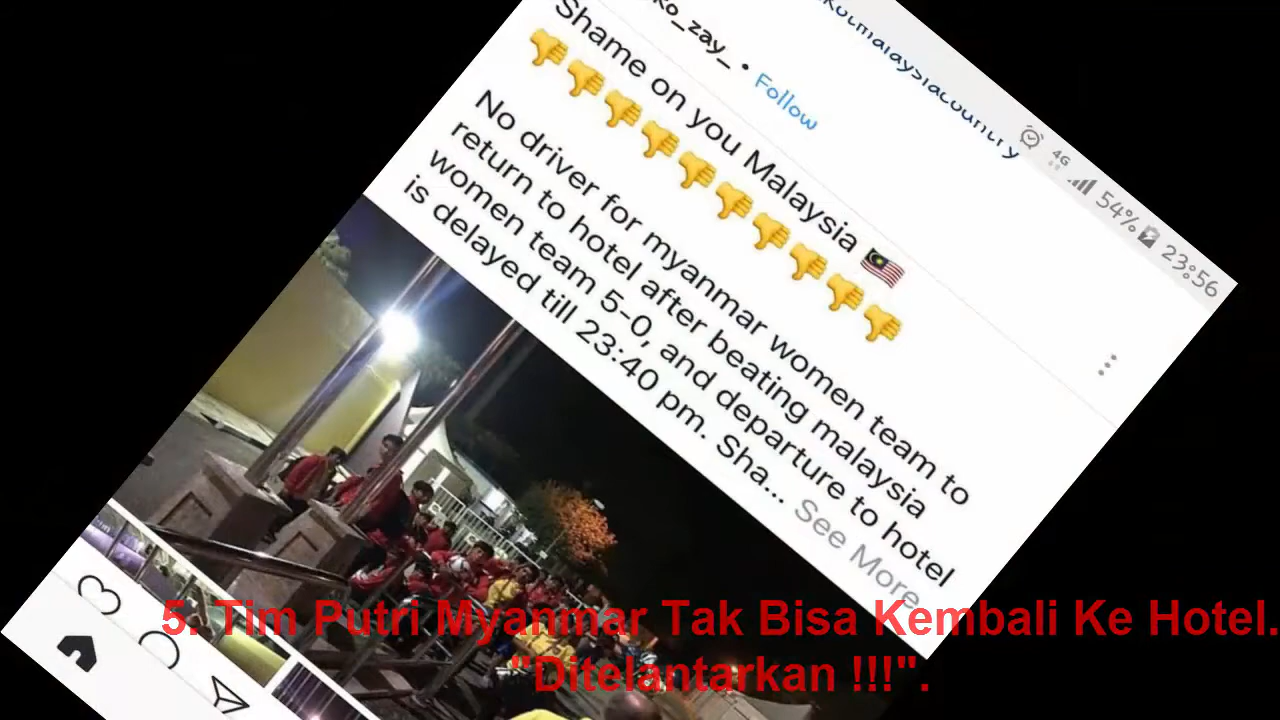 23:56
54%
4G
ko_zay_ • Follow
Shame on you Malaysia 🇲🇾
👎👎👎👎👎👎👎👎👎👎
No driver for myanmar women team to
return to hotel after beating malaysia
women team 5-0, and departure to hotel
is delayed till 23:40 pm. Sha... See More
5. Tim Putri Myanmar Tak Bisa Kembali Ke Hotel.
"Ditelantarkan !!!".